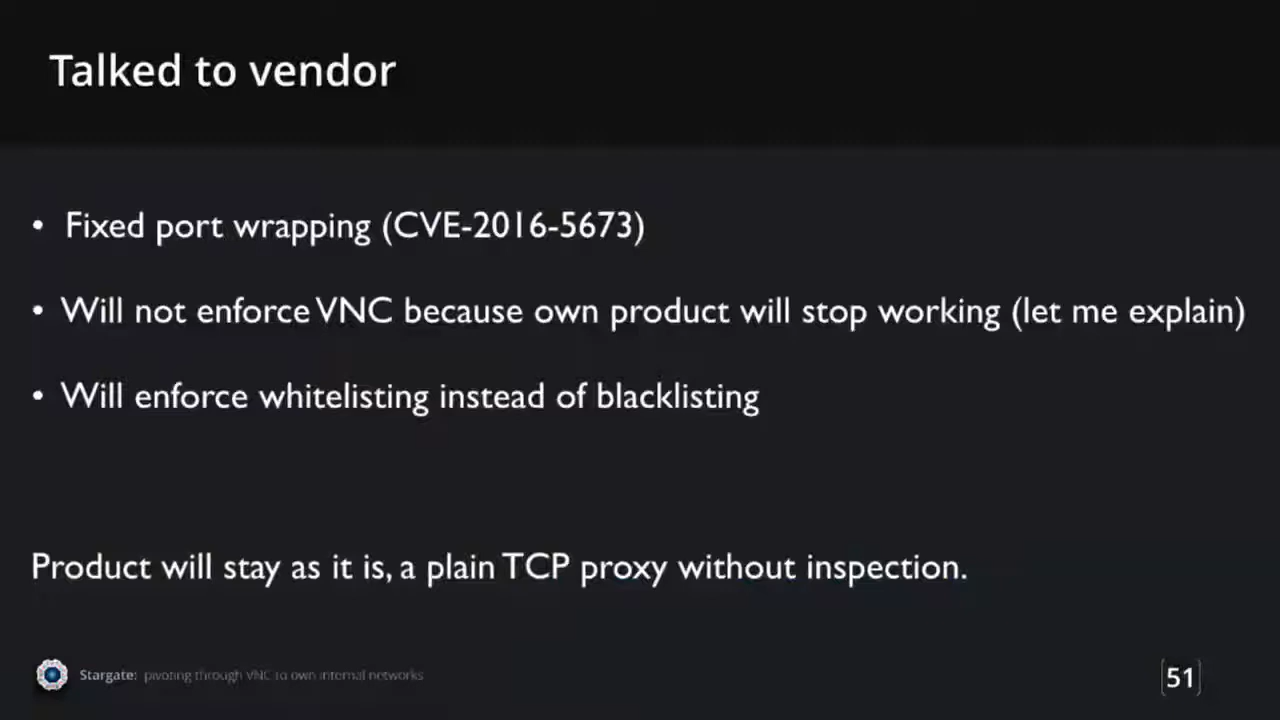 Talked to vendor
• Fixed port wrapping (CVE-2016-5673)
• Will not enforce VNC because own product will stop working (let me explain)
• Will enforce whitelisting instead of blacklisting
Product will stay as it is, a plain TCP proxy without inspection.
Stargate: pivoting through VNC to own internal networks
51